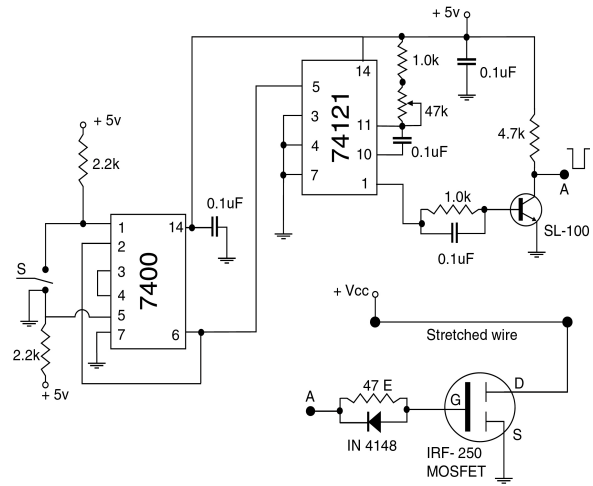 + 5v
14
1.0k
0.1uF
5
3
4
7
74121
47k
11
10
1
0.1uF
4.7k
A
+ 5v
2.2k
1.0k
0.1uF
SL-100
0.1uF
1
2
14
3
4
7400
5
7
6
S
2.2k
+ 5v
+ Vcc
Stretched wire
A
47 E
IN 4148
G
D
S
IRF- 250
MOSFET